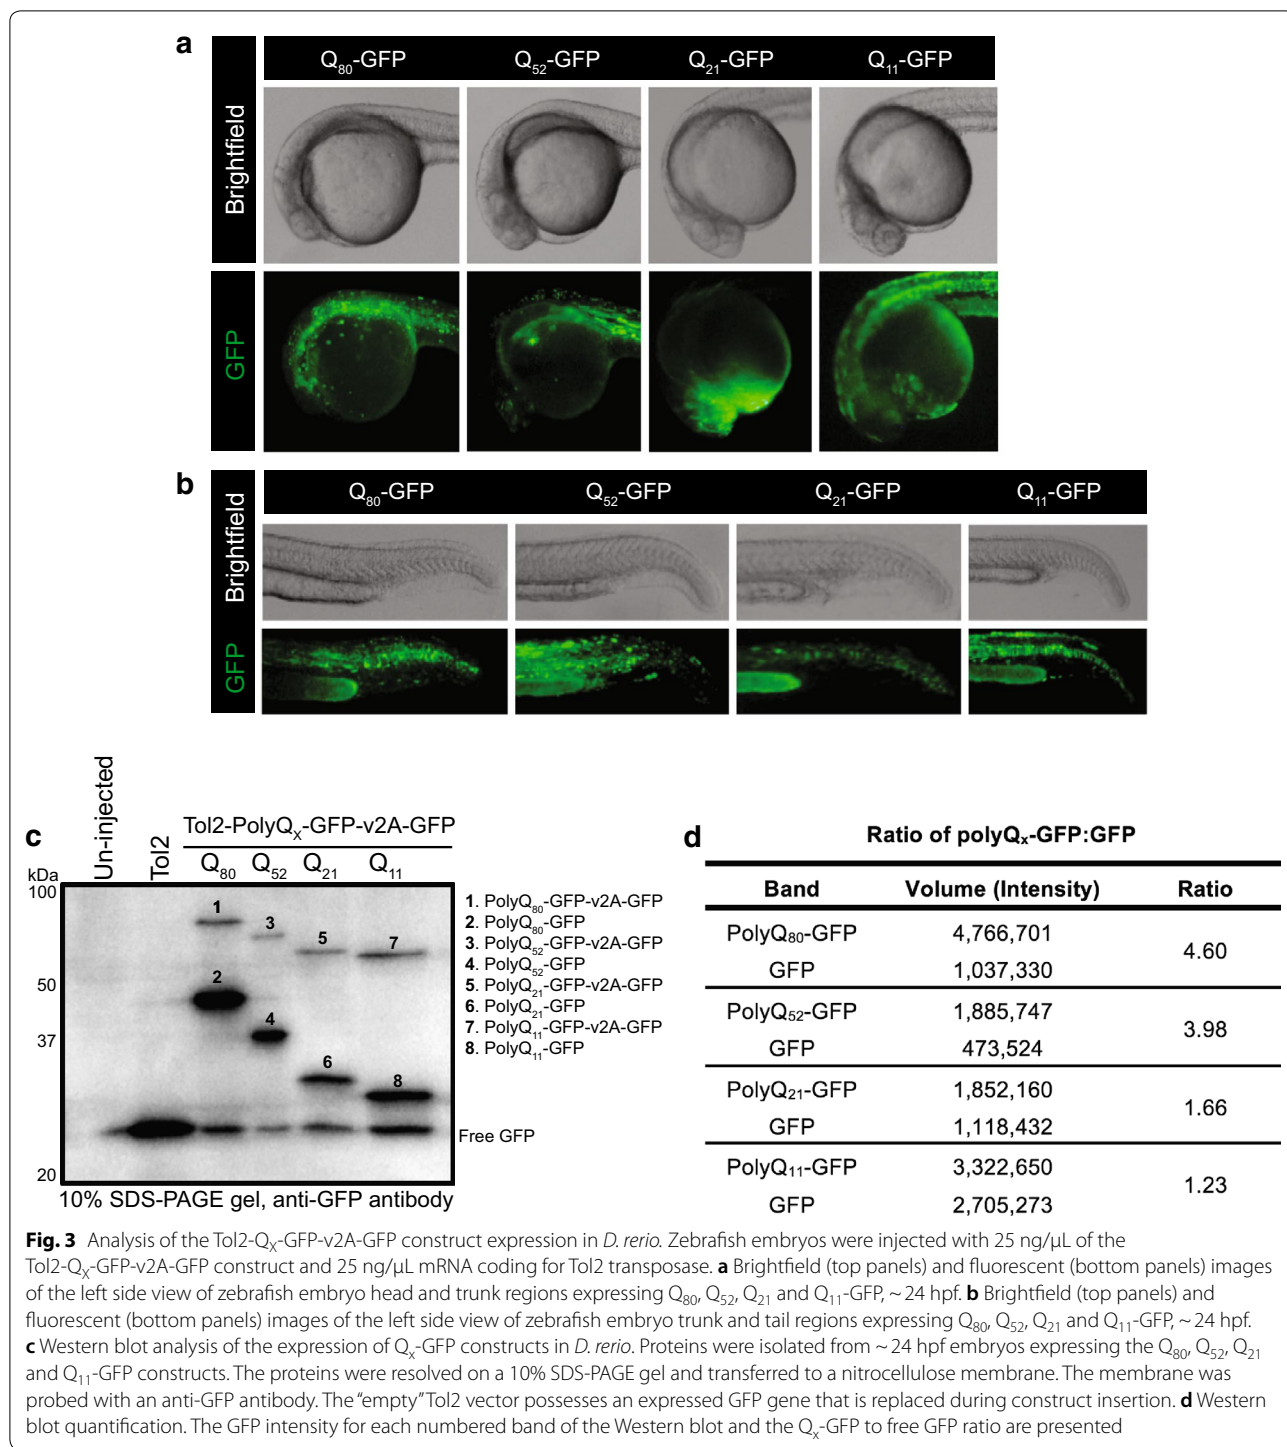 a
Q80-GFP Q52-GFP Q21-GFP Q11-GFP
Brightfield
GFP
b
Q80-GFP Q52-GFP Q21-GFP Q11-GFP
Brightfield
GFP
c
Un-injected
Tol2
Tol2-PolyQx-GFP-v2A-GFP
Q80 Q52 Q21 Q11
kDa
100
50
37
20
1
2
3
4
5
6
7
8
1. PolyQ80-GFP-v2A-GFP
2. PolyQ80-GFP
3. PolyQ52-GFP-v2A-GFP
4. PolyQ52-GFP
5. PolyQ21-GFP-v2A-GFP
6. PolyQ21-GFP
7. PolyQ11-GFP-v2A-GFP
8. PolyQ11-GFP
Free GFP
10% SDS-PAGE gel, anti-GFP antibody
d
Ratio of polyQx-GFP:GFP
Band Volume (Intensity) Ratio
PolyQ80-GFP 4,766,701
4.60
GFP 1,037,330
PolyQ52-GFP 1,885,747
3.98
GFP 473,524
PolyQ21-GFP 1,852,160
1.66
GFP 1,118,432
PolyQ11-GFP 3,322,650
1.23
GFP 2,705,273
Fig. 3 Analysis of the Tol2-QX-GFP-v2A-GFP construct expression in D. rerio. Zebrafish embryos were injected with 25 ng/µL of the
Tol2-QX-GFP-v2A-GFP construct and 25 ng/µL mRNA coding for Tol2 transposase. a Brightfield (top panels) and fluorescent (bottom panels) images
of the left side view of zebrafish embryo head and trunk regions expressing Q80, Q52, Q21 and Q11-GFP, ~ 24 hpf. b Brightfield (top panels) and
fluorescent (bottom panels) images of the left side view of zebrafish embryo trunk and tail regions expressing Q80, Q52, Q21 and Q11-GFP, ~ 24 hpf.
c Western blot analysis of the expression of Qx-GFP constructs in D. rerio. Proteins were isolated from ~ 24 hpf embryos expressing the Q80, Q52, Q21
and Q11-GFP constructs. The proteins were resolved on a 10% SDS-PAGE gel and transferred to a nitrocellulose membrane. The membrane was
probed with an anti-GFP antibody. The “empty” Tol2 vector possesses an expressed GFP gene that is replaced during construct insertion. d Western
blot quantification. The GFP intensity for each numbered band of the Western blot and the Qx-GFP to free GFP ratio are presented